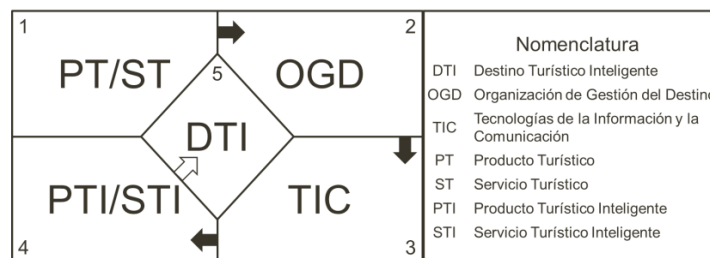 1
2
PT/ST
5
OGD
DTI
PTI/STI
TIC
4
3
Nomenclatura
DTI Destino Turístico Inteligente
OGD Organización de Gestión del Destino
TIC Tecnologías de la Información y la
Comunicación
PT Producto Turístico
ST Servicio Turístico
PTI Producto Turístico Inteligente
STI Servicio Turístico Inteligente